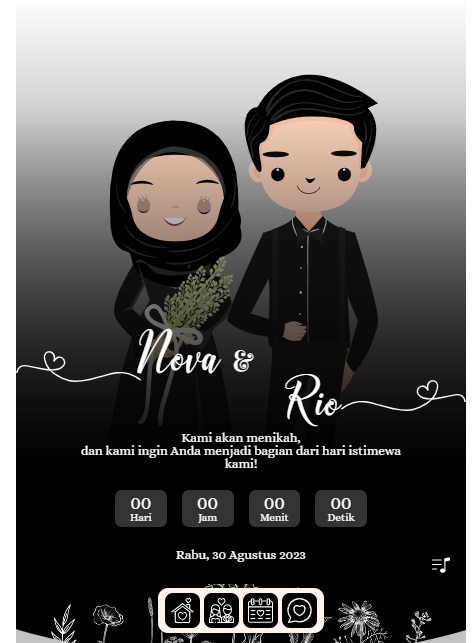 Nova &
Rio
Kami akan menikah,
dan kami ingin Anda menjadi bagian dari hari istimewa
kami!
00 00 00 00
Hari Jam Menit Detik
Rabu, 30 Agustus 2023